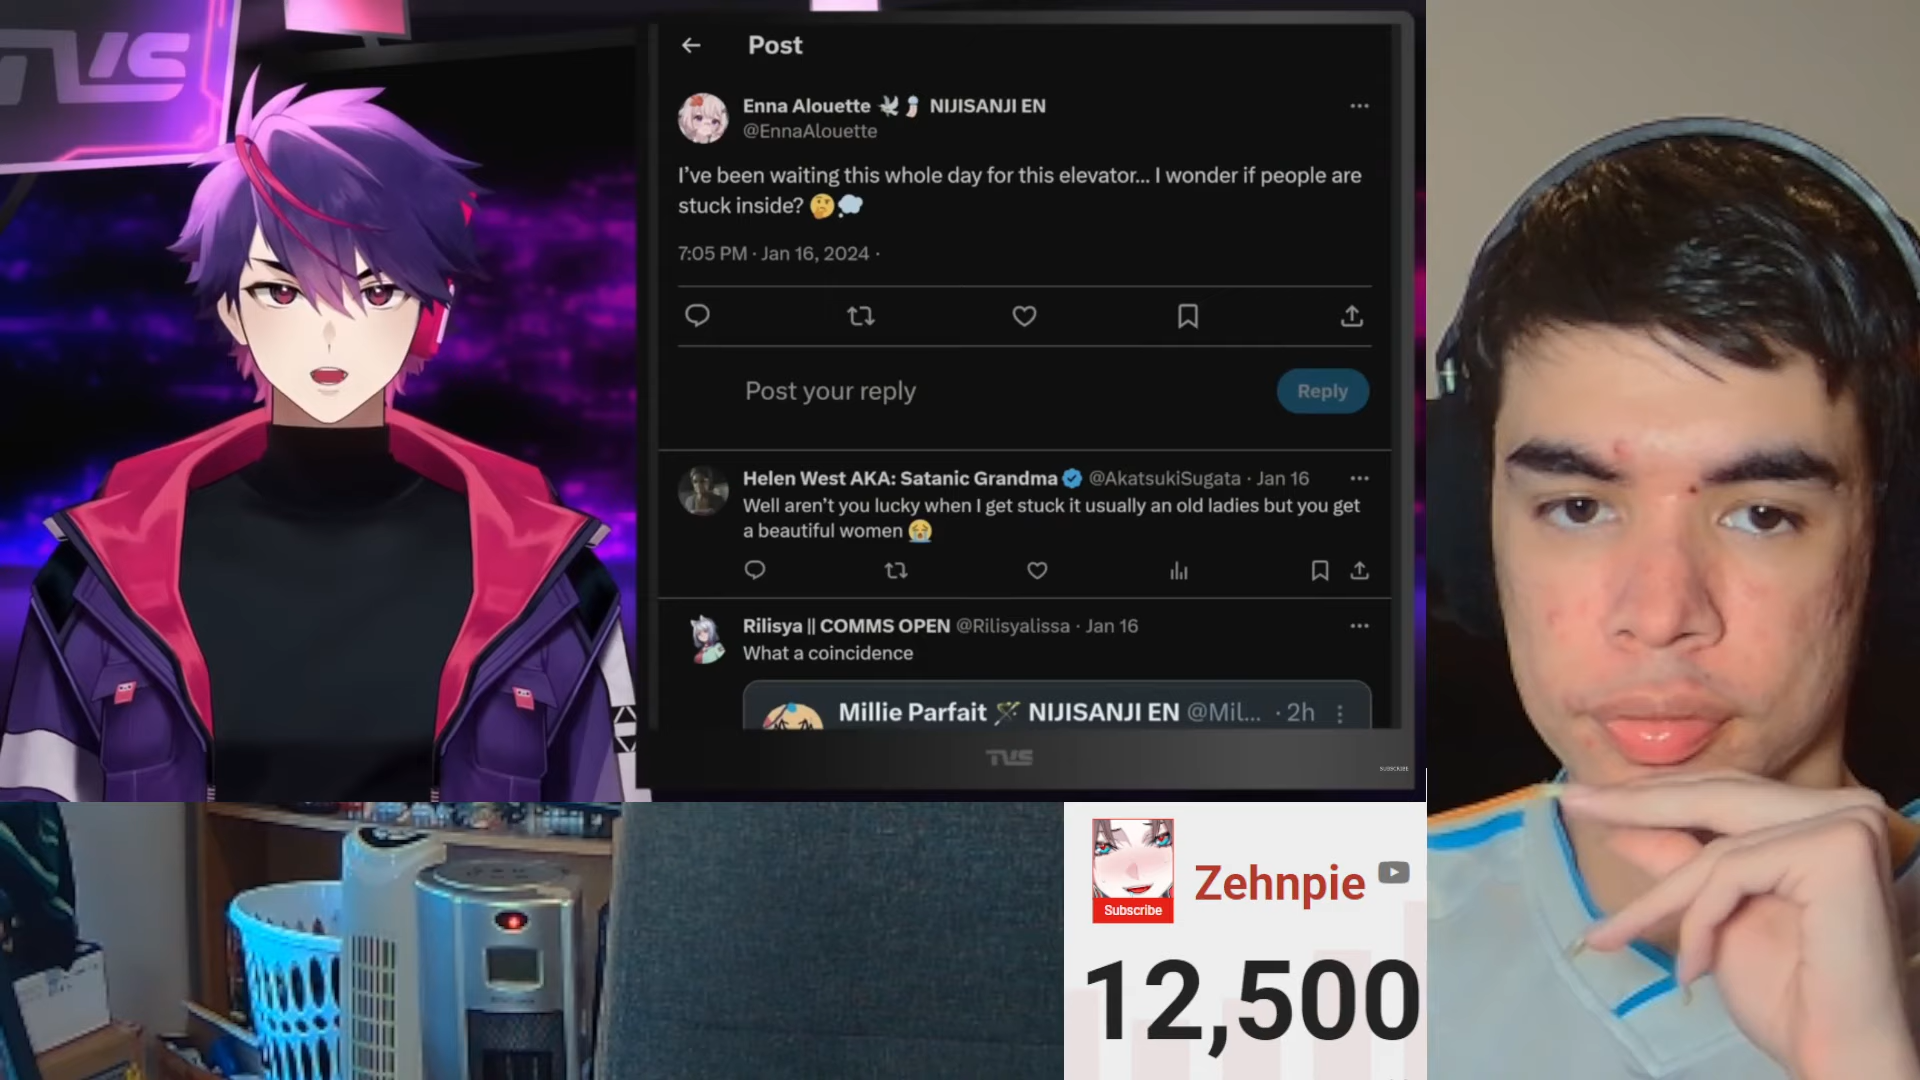 TVS
Post
Enna Alouette 🕊️ NIJISANJI EN
@EnnaAlouette
I've been waiting this whole day for this elevator... I wonder if people are
stuck inside? 🤔💭
7:05 PM · Jan 16, 2024 ·
Post your reply
Reply
Helen West AKA: Satanic Grandma @AkatsukiSugata · Jan 16
Well aren't you lucky when I get stuck it usually an old ladies but you get
a beautiful women 😭
Rilisya || COMMS OPEN @Rilisyalissa · Jan 16
What a coincidence
Millie Parfait NIJISANJI EN @Mil... · 2h
TVS
SUBSCRIBE
Subscribe
Zehnpie
12,500